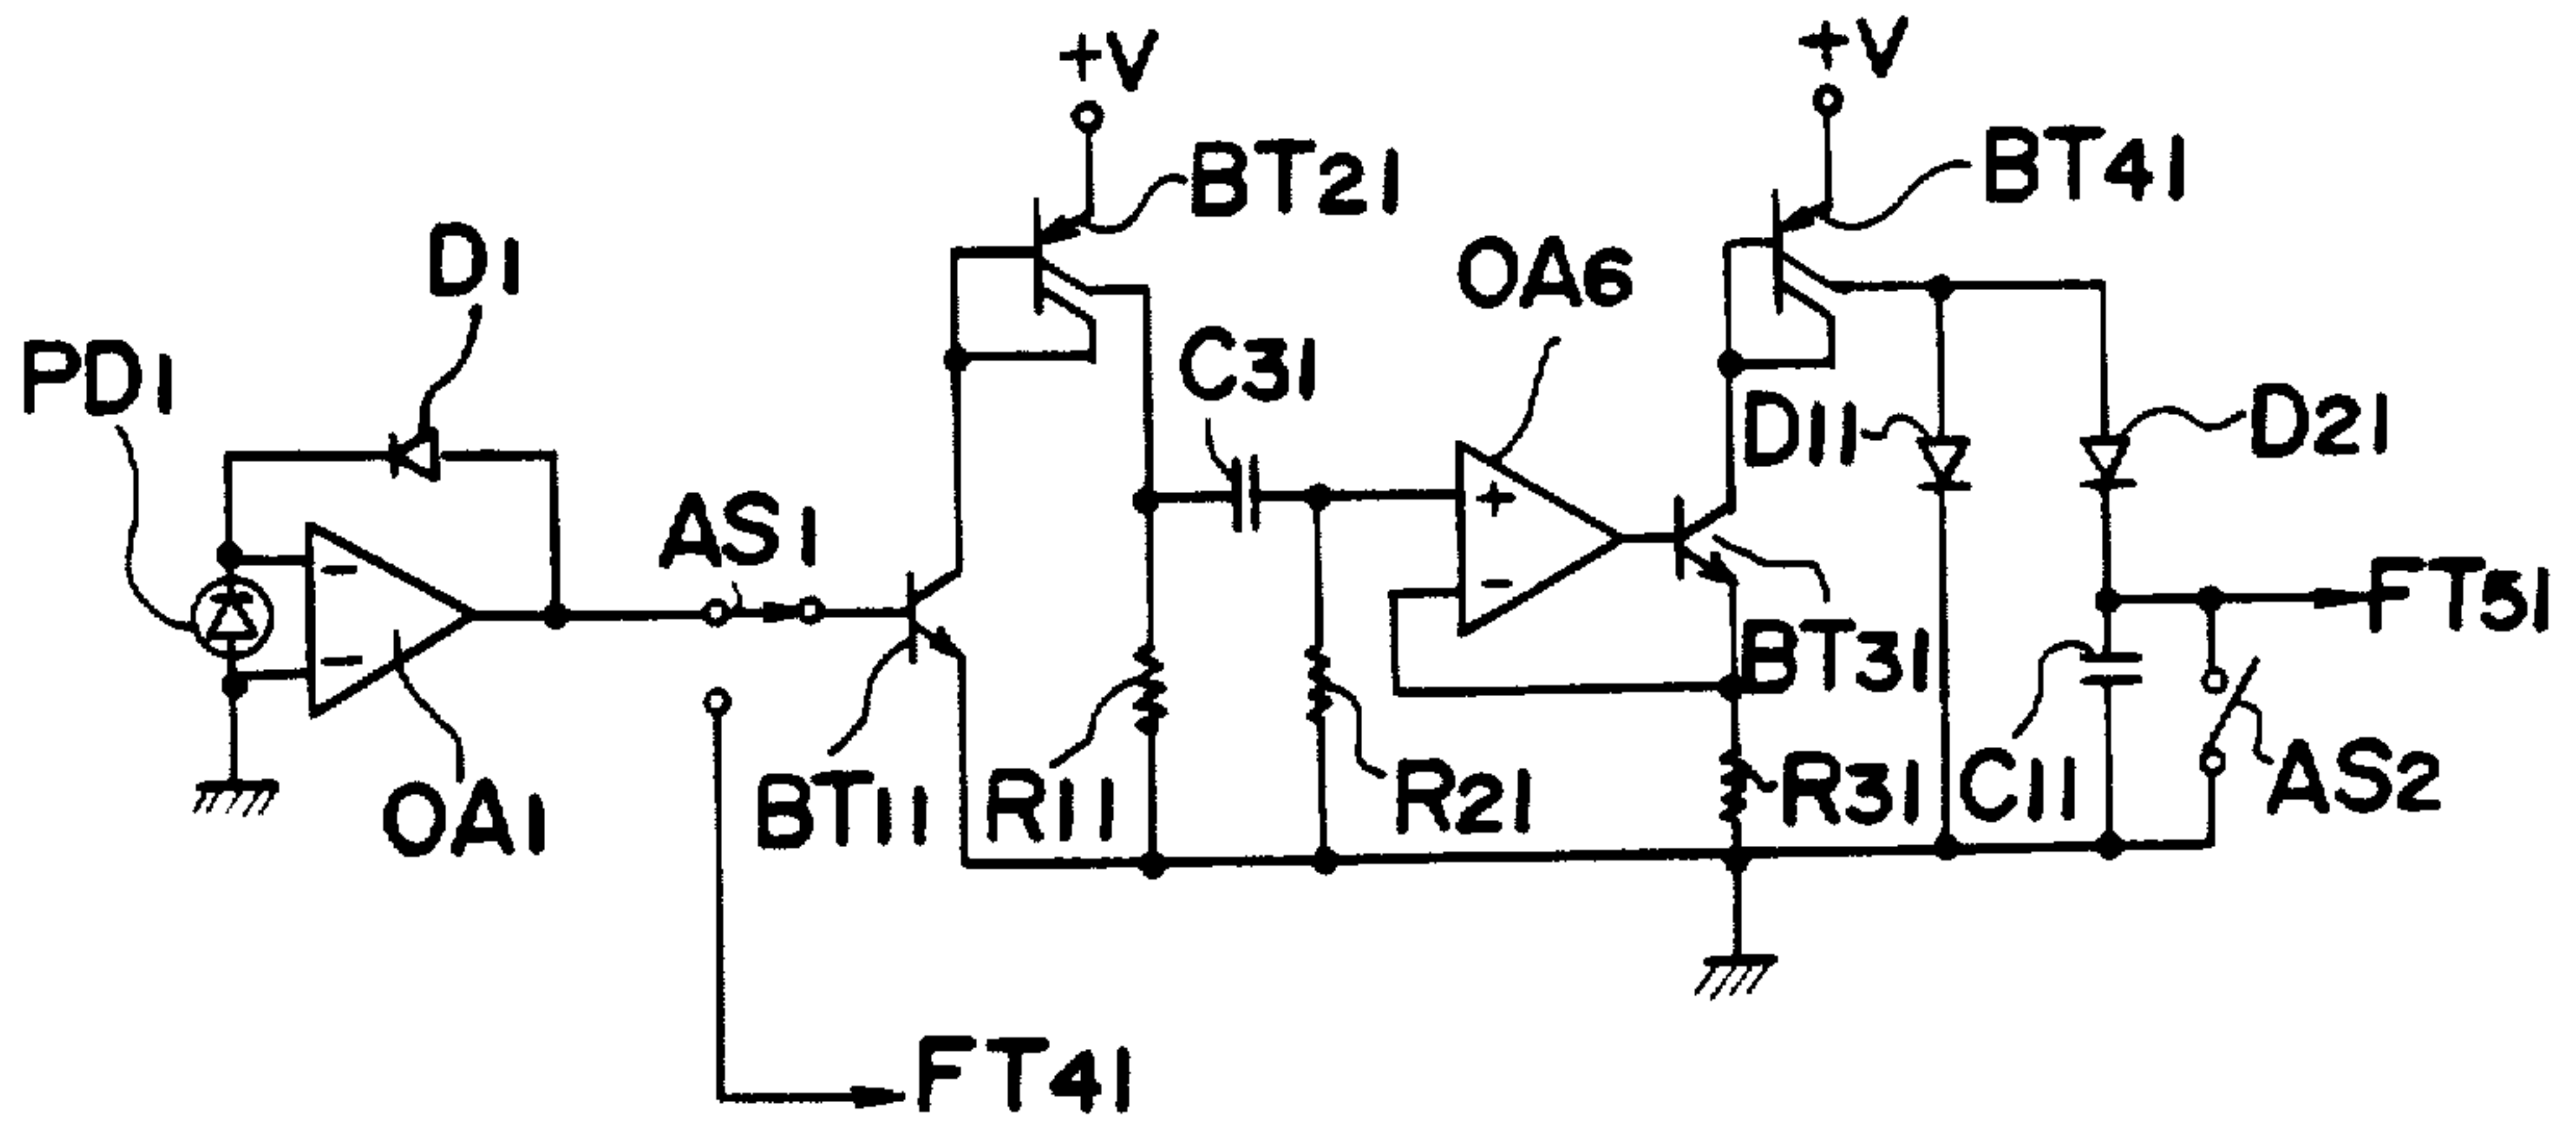 +V
+V
BT21
BT41
D1
OA6
PD1
C31
D11
D21
AS1
-
+
-
-
FT51
BT31
BT11
R11
R21
R31
C11
AS2
OA1
FT41